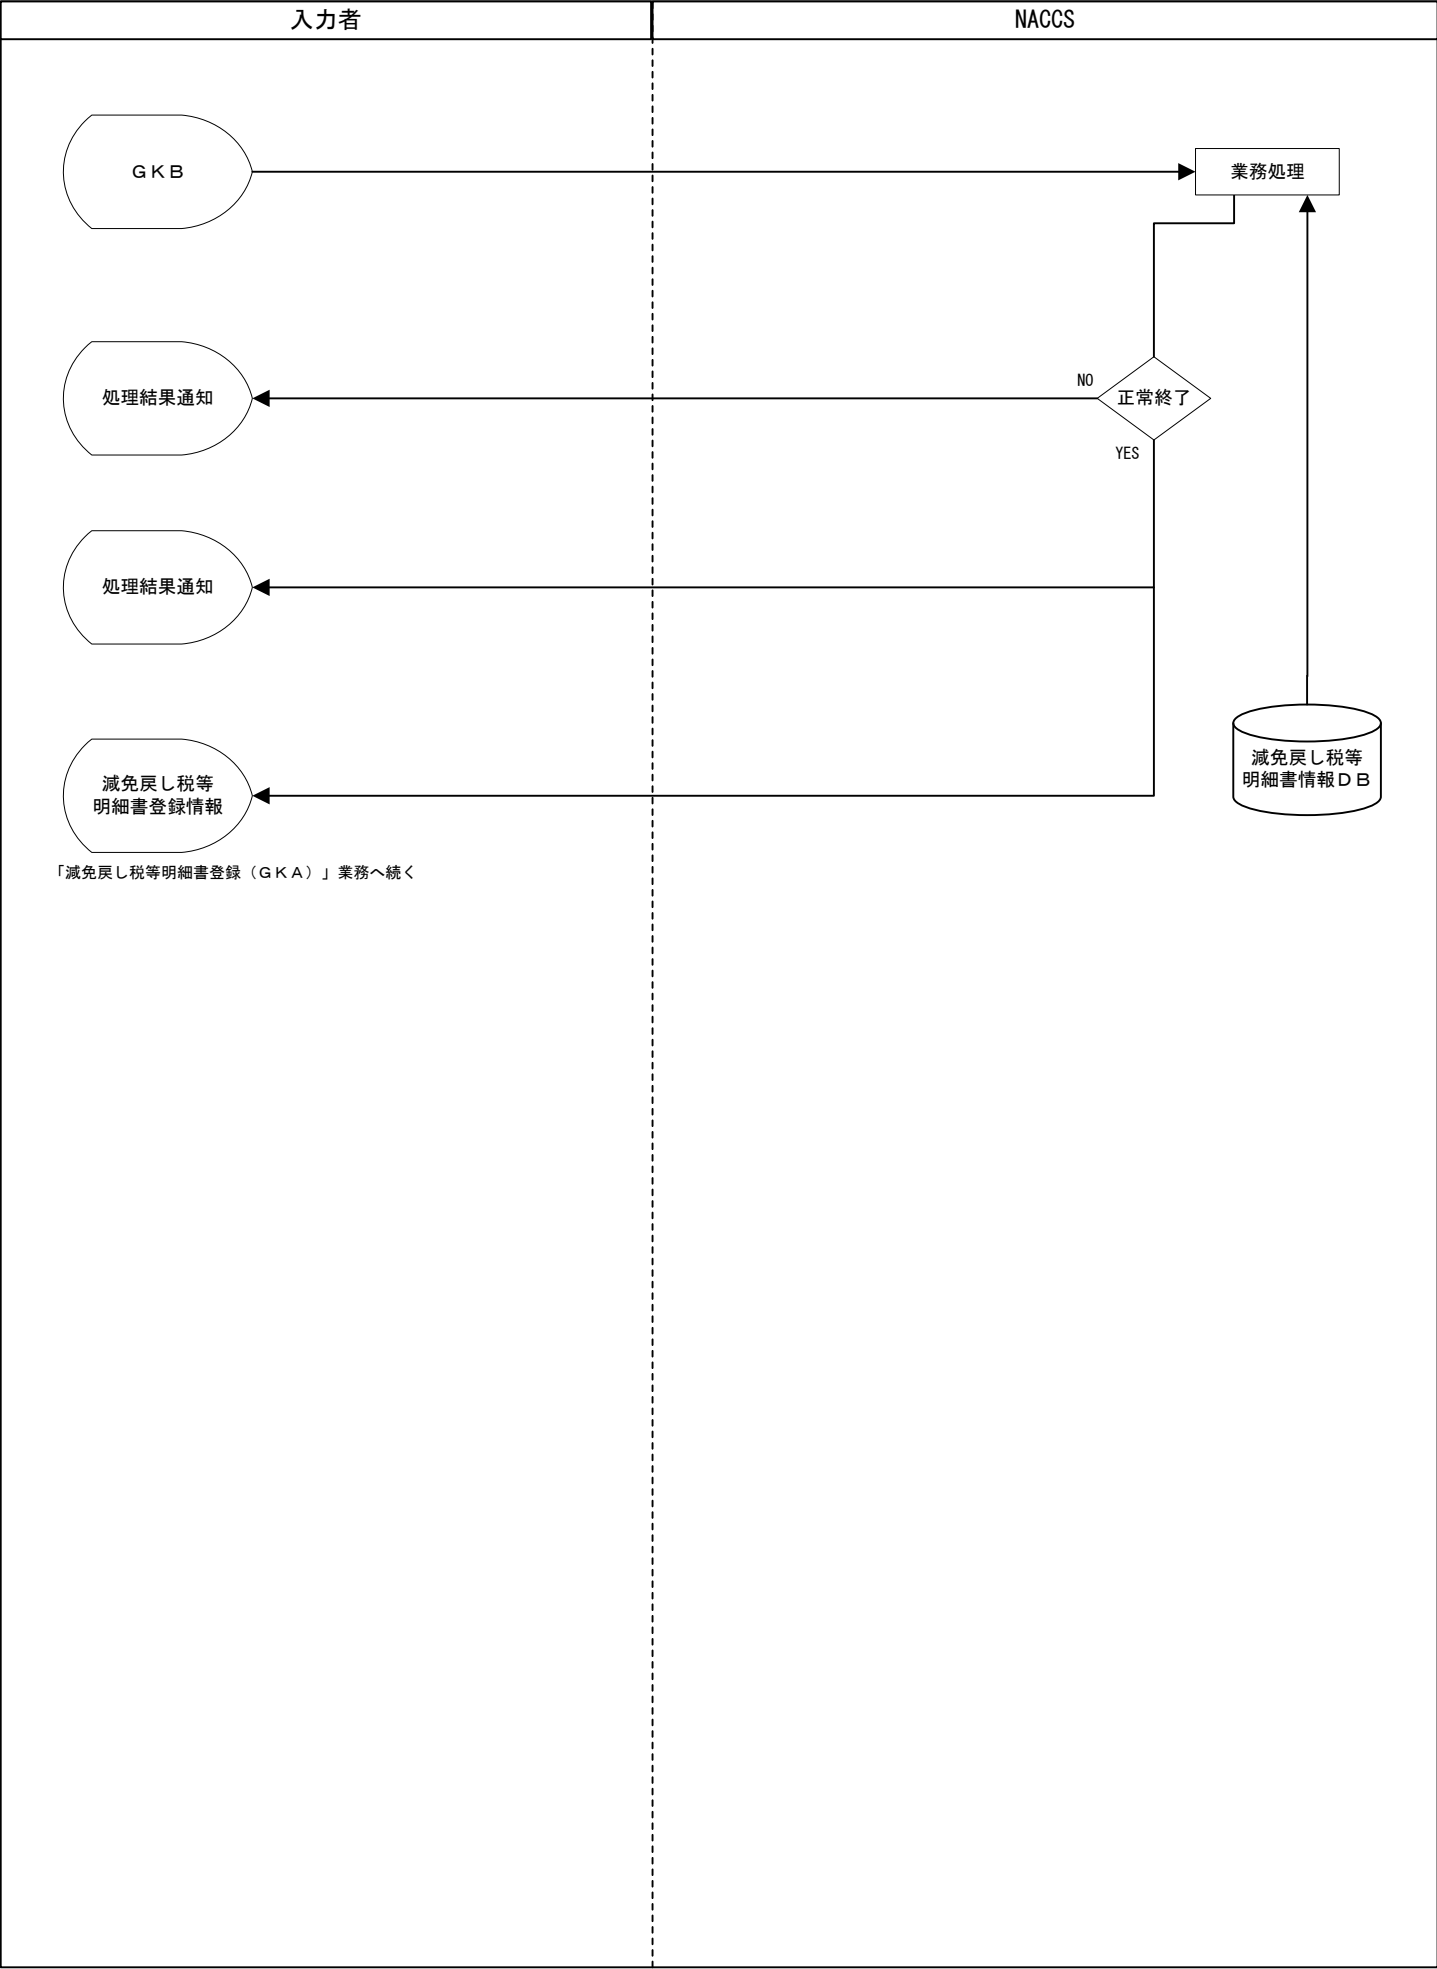 入力者
NACCS
ＧＫＢ
業務処理
処理結果通知
NO
正常終了
YES
処理結果通知
減免戻し税等
明細書登録情報
減免戻し税等
明細書情報ＤＢ
「減免戻し税等明細書登録（ＧＫＡ）」業務へ続く